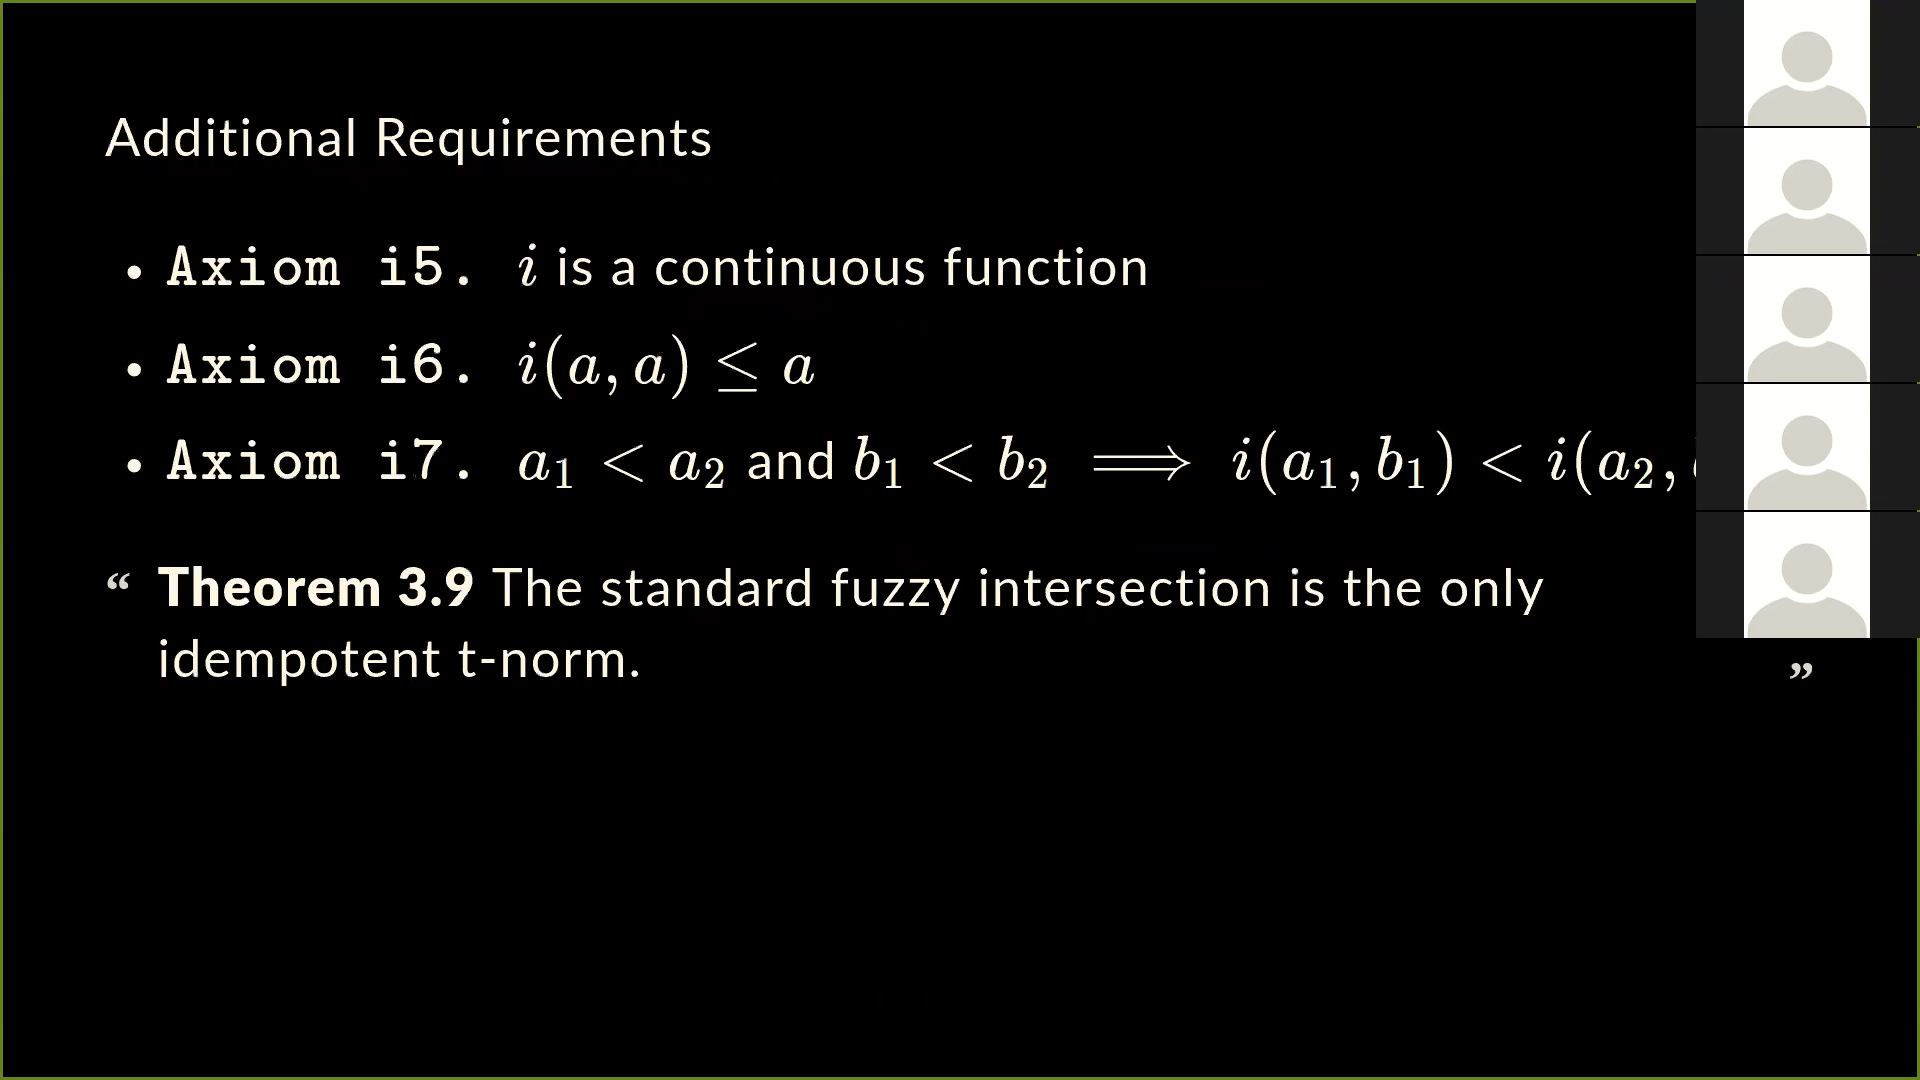 Additional Requirements
• Axiom i5. i is a continuous function
• Axiom i6. i(a, a) ≤ a
• Axiom i7. a₁ < a₂ and b₁ < b₂ ⟹ i(a₁, b₁) < i(a₂,
“ Theorem 3.9 The standard fuzzy intersection is the only
idempotent t-norm. ”